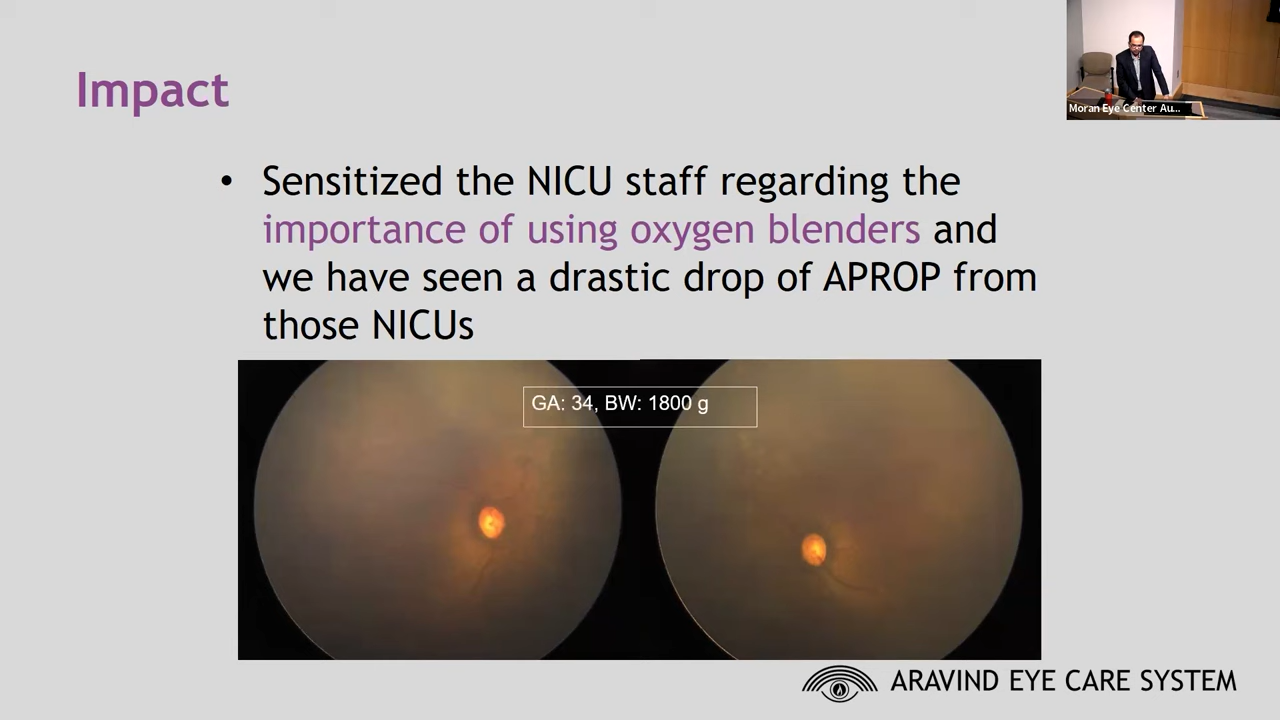 Impact
Moran Eye Center Au...
• Sensitized the NICU staff regarding the
importance of using oxygen blenders and
we have seen a drastic drop of APROP from
those NICUs
GA: 34, BW: 1800 g
ARAVIND EYE CARE SYSTEM